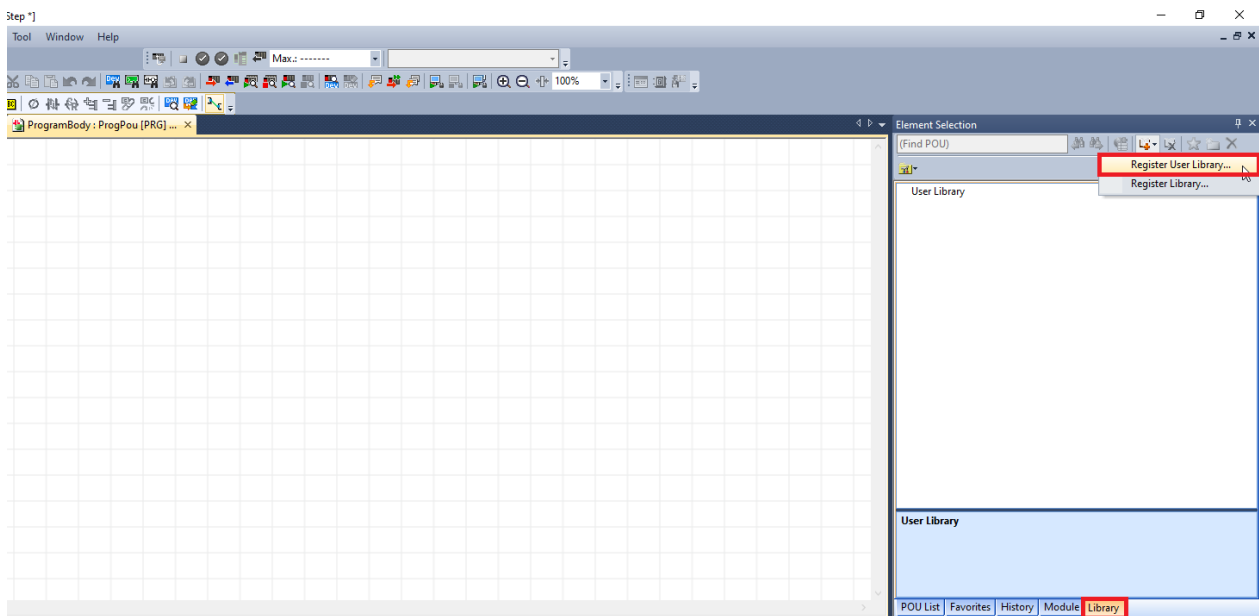 Step *]
Tool Window Help
Max.: -------
100%
ProgramBody : ProgPou [PRG] ...
Element Selection
(Find POU)
Register User Library...
Register Library...
User Library
User Library
POU List Favorites History Module Library